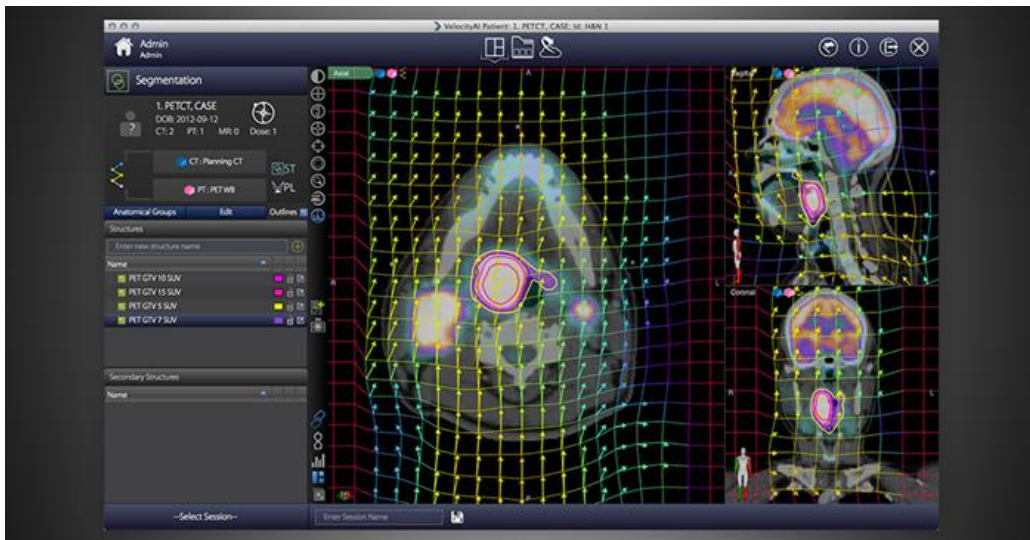 VelocityAI Patient: 1. PETCT, CASE; Id: H&N 1
Admin
Admin
Segmentation
1. PETCT, CASE
DOB: 2012-09-12
CT: 2 PT: 1 MR: 0 Dose: 1
CT : Planning CT
ST
PT : PET WB
PL
Anatomical Groups Edit Outlines
Structures
Enter new structure name
Name
PET GTV 10 SUV
PET GTV 15 SUV
PET GTV 5 SUV
PET GTV 7 SUV
Secondary Structures
Name
--Select Session--
Axial
A
L
Sagittal
P
Coronal
L
Enter Session Name